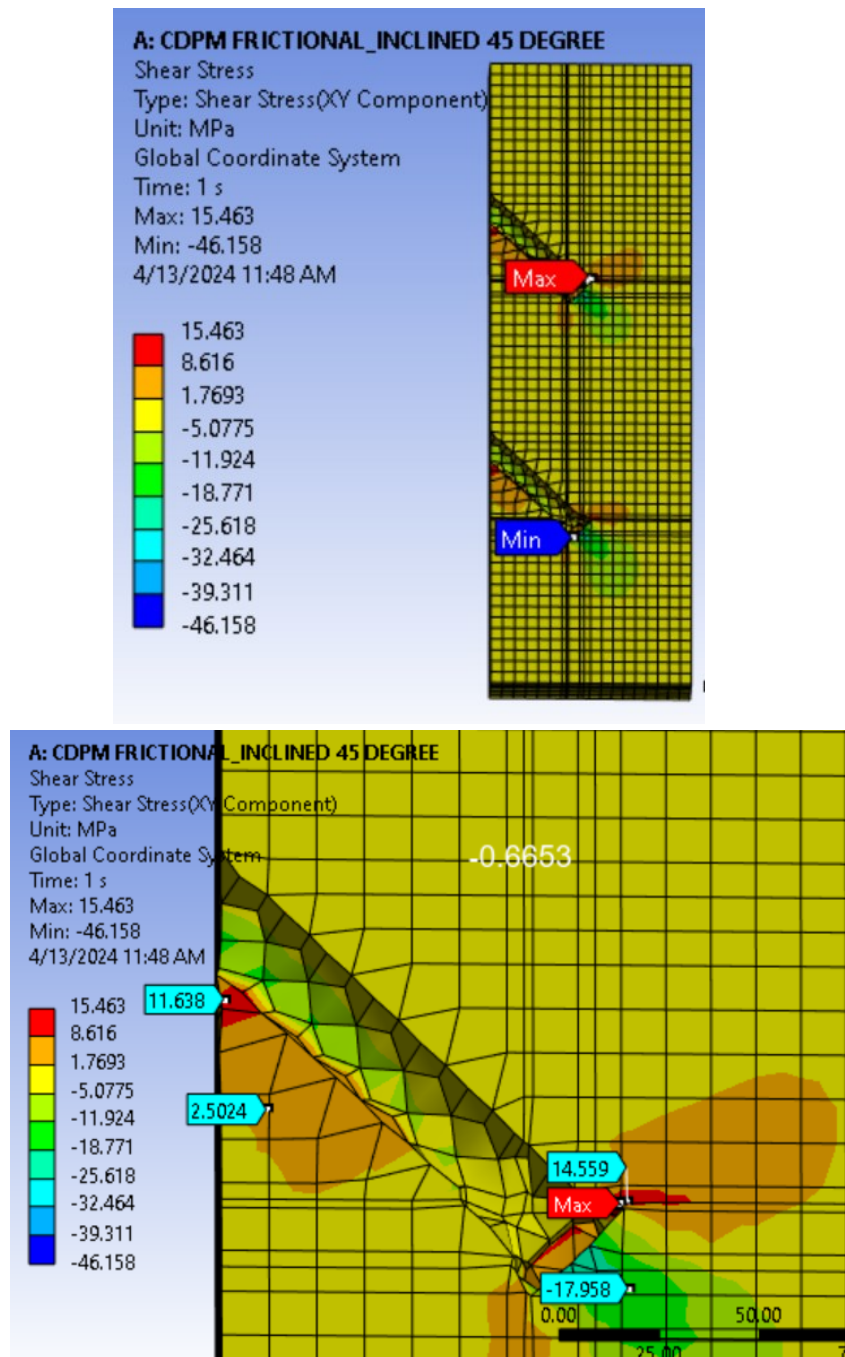 A: CDPM FRICTIONAL_INCLINED 45 DEGREE
Shear Stress
Type: Shear Stress(XY Component)
Unit: MPa
Global Coordinate System
Time: 1 s
Max: 15.463
Min: -46.158
4/13/2024 11:48 AM
15.463
8.616
1.7693
-5.0775
-11.924
-18.771
-25.618
-32.464
-39.311
-46.158
Max
Min
A: CDPM FRICTIONAL_INCLINED 45 DEGREE
Shear Stress
Type: Shear Stress(XY Component)
Unit: MPa
Global Coordinate System
Time: 1 s
Max: 15.463
Min: -46.158
4/13/2024 11:48 AM
15.463
8.616
1.7693
-5.0775
-11.924
-18.771
-25.618
-32.464
-39.311
-46.158
-0.6653
11.638
2.5024
14.559
Max
-17.958
0.00 50.00
25.00